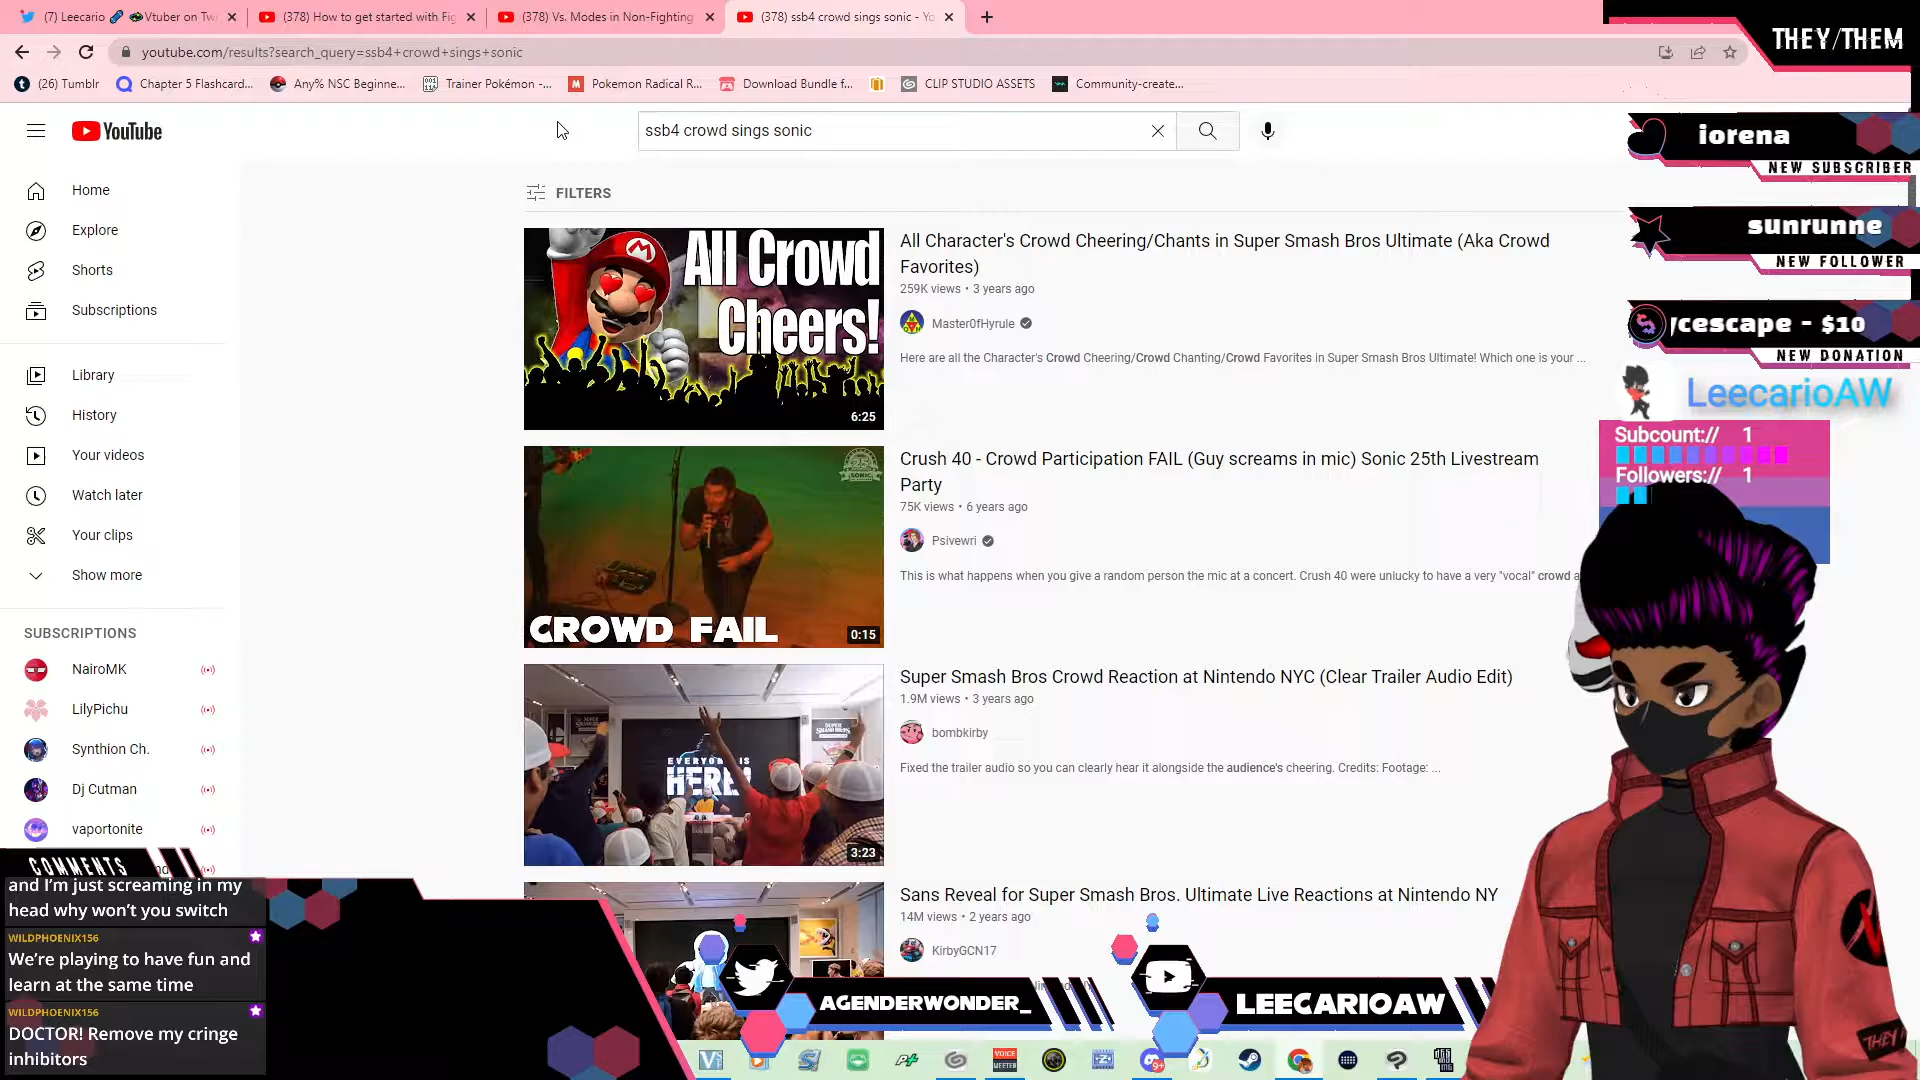 (7) Leecario
Vtuber on Tw
(378) How to get started with Fig
(378) Vs. Modes in Non-Fighting
(378) ssb4 crowd sings sonic - Yo
THEY/THEM
youtube.com/results?search_query=ssb4+crowd+sings+sonic
(26) Tumblr
Chapter 5 Flashcard...
Any% NSC Beginne...
Trainer Pokémon -...
Pokemon Radical R...
Download Bundle f...
CLIP STUDIO ASSETS
Community-create...
YouTube
ssb4 crowd sings sonic
iorena
NEW SUBSCRIBER
sunrunne
NEW FOLLOWER
ycescape - $10
NEW DONATION
LeecarioAW
Subcount:// 1
Followers:// 1
Home
Explore
Shorts
Subscriptions
Library
History
Your videos
Watch later
Your clips
Show more
SUBSCRIPTIONS
NairoMK
LilyPichu
Synthion Ch.
Dj Cutman
vaportonite
FILTERS
All Crowd
Cheers!
6:25
All Character's Crowd Cheering/Chants in Super Smash Bros Ultimate (Aka Crowd
Favorites)
259K views • 3 years ago
Master0fHyrule
Here are all the Character's Crowd Cheering/Crowd Chanting/Crowd Favorites in Super Smash Bros Ultimate! Which one is your ...
CROWD FAIL
0:15
Crush 40 - Crowd Participation FAIL (Guy screams in mic) Sonic 25th Livestream
Party
75K views • 6 years ago
Psivewri
This is what happens when you give a random person the mic at a concert. Crush 40 were unlucky to have a very "vocal" crowd a
EVERYONE IS
HERE!
3:23
Super Smash Bros Crowd Reaction at Nintendo NYC (Clear Trailer Audio Edit)
1.9M views • 3 years ago
bombkirby
Fixed the trailer audio so you can clearly hear it alongside the audience's cheering. Credits: Footage: ...
Sans Reveal for Super Smash Bros. Ultimate Live Reactions at Nintendo NY
14M views • 2 years ago
KirbyGCN17
COMMENTS
and I'm just screaming in my
head why won't you switch
WILDPHOENIX156
We're playing to have fun and
learn at the same time
WILDPHOENIX156
DOCTOR! Remove my cringe
inhibitors
AGENDERWONDER_
LEECARIOAW
VOICE
MEETER
9+
THEY